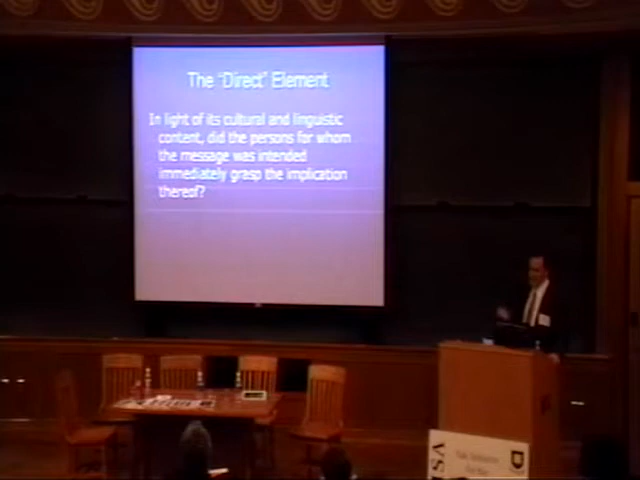 The "Direct" Element
In light of its cultural and linguistic
content, did the persons for whom
the message was intended
immediately grasp the implication
thereof?